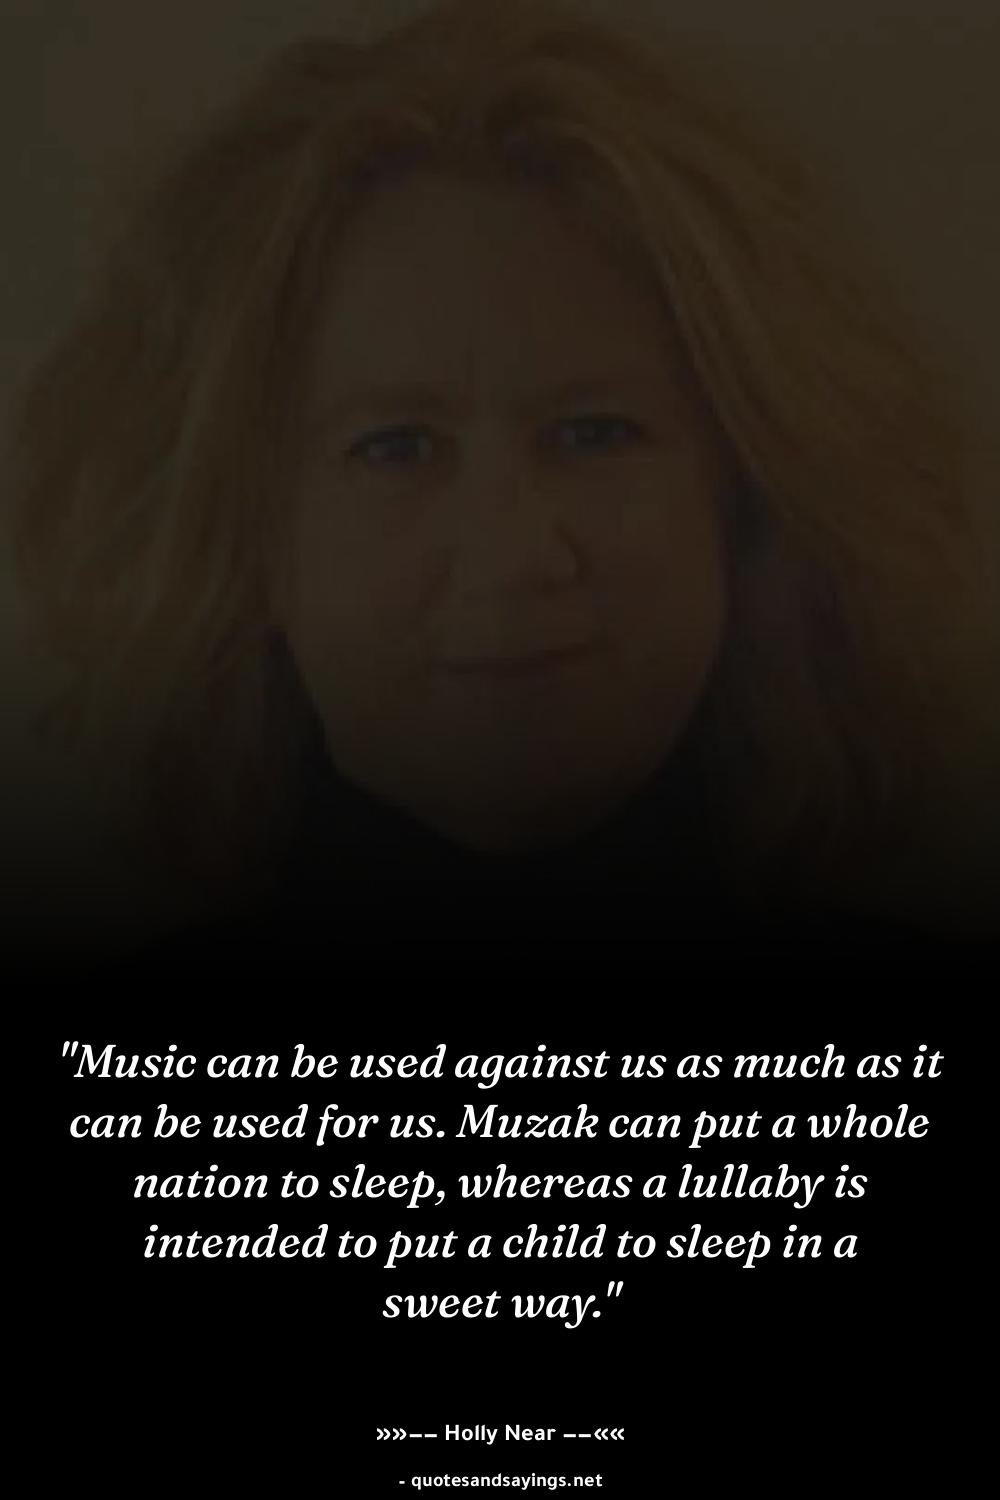 "Music can be used against us as much as it
can be used for us. Muzak can put a whole
nation to sleep, whereas a lullaby is
intended to put a child to sleep in a
sweet way."
»»–– Holly Near ––««
- quotesandsayings.net